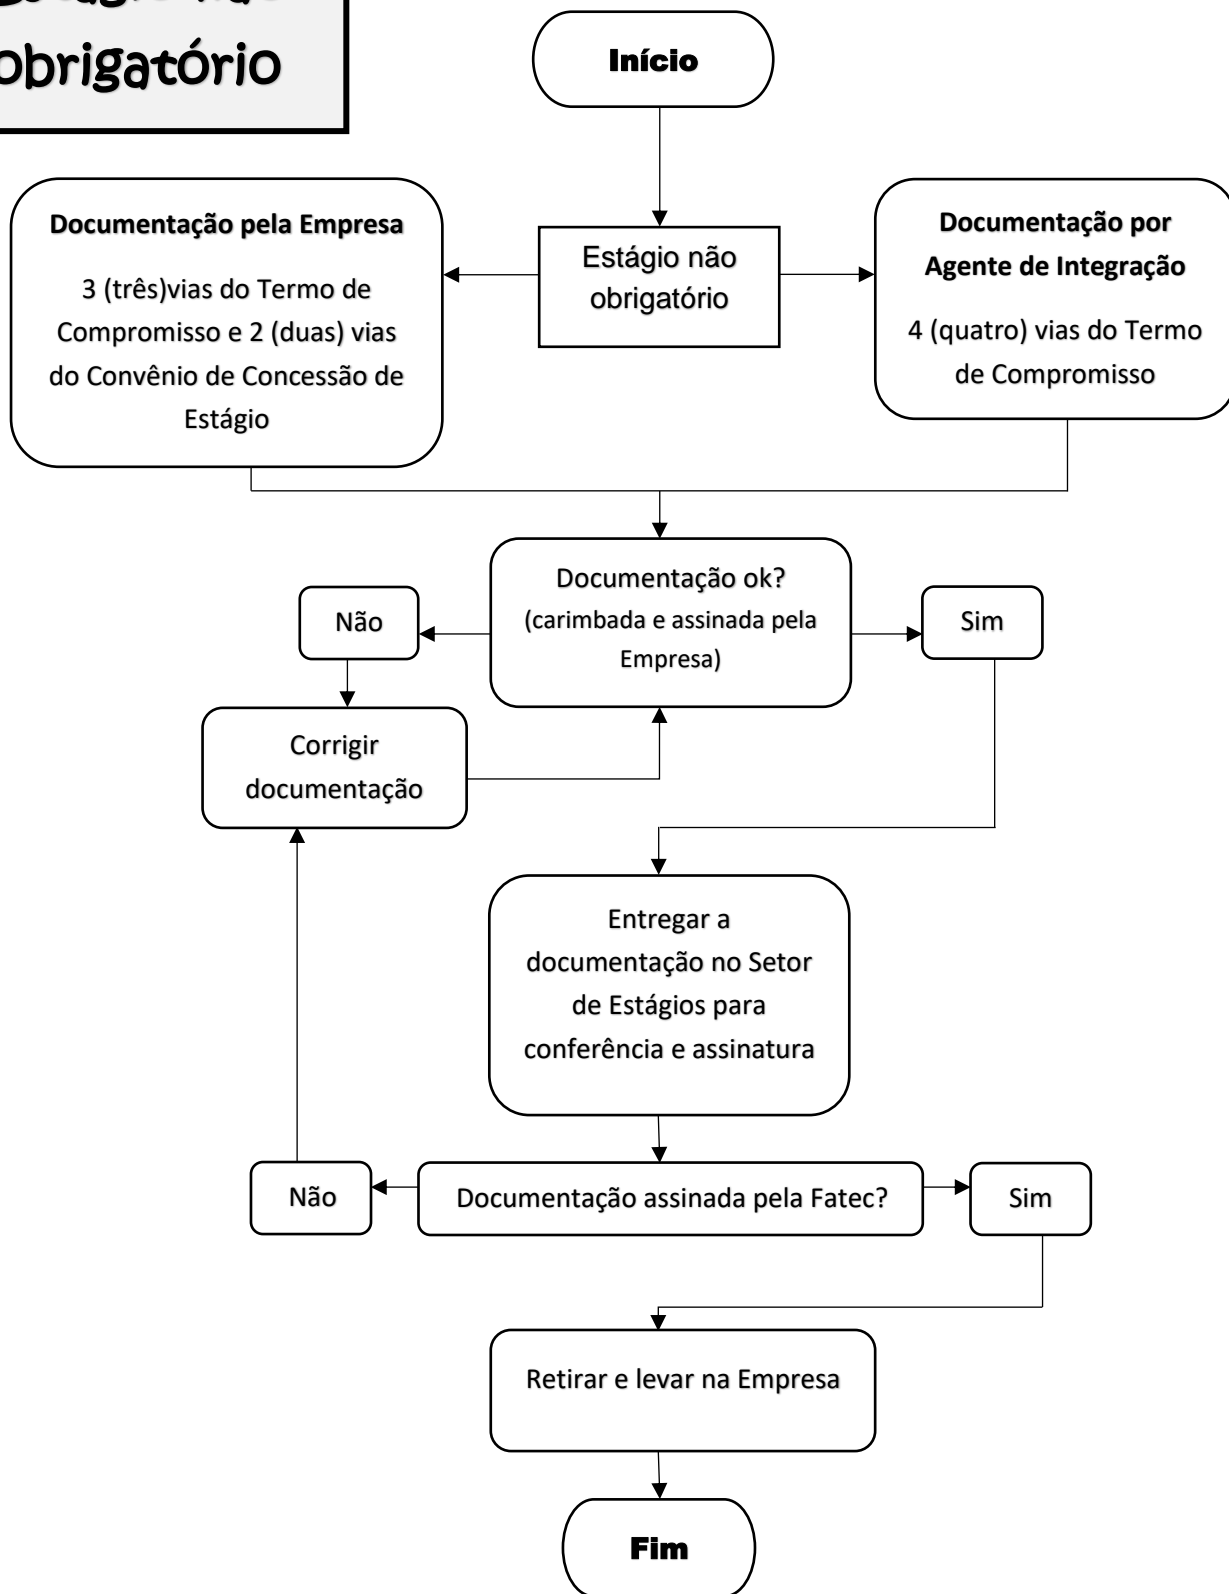 obrigatório
Início
Documentação pela Empresa
3 (três)vias do Termo de
Compromisso e 2 (duas) vias
do Convênio de Concessão de
Estágio
Estágio não
obrigatório
Documentação por
Agente de Integração
4 (quatro) vias do Termo
de Compromisso
Documentação ok?
(carimbada e assinada pela
Empresa)
Não
Sim
Corrigir
documentação
Entregar a
documentação no Setor
de Estágios para
conferência e assinatura
Não
Documentação assinada pela Fatec?
Sim
Retirar e levar na Empresa
Fim